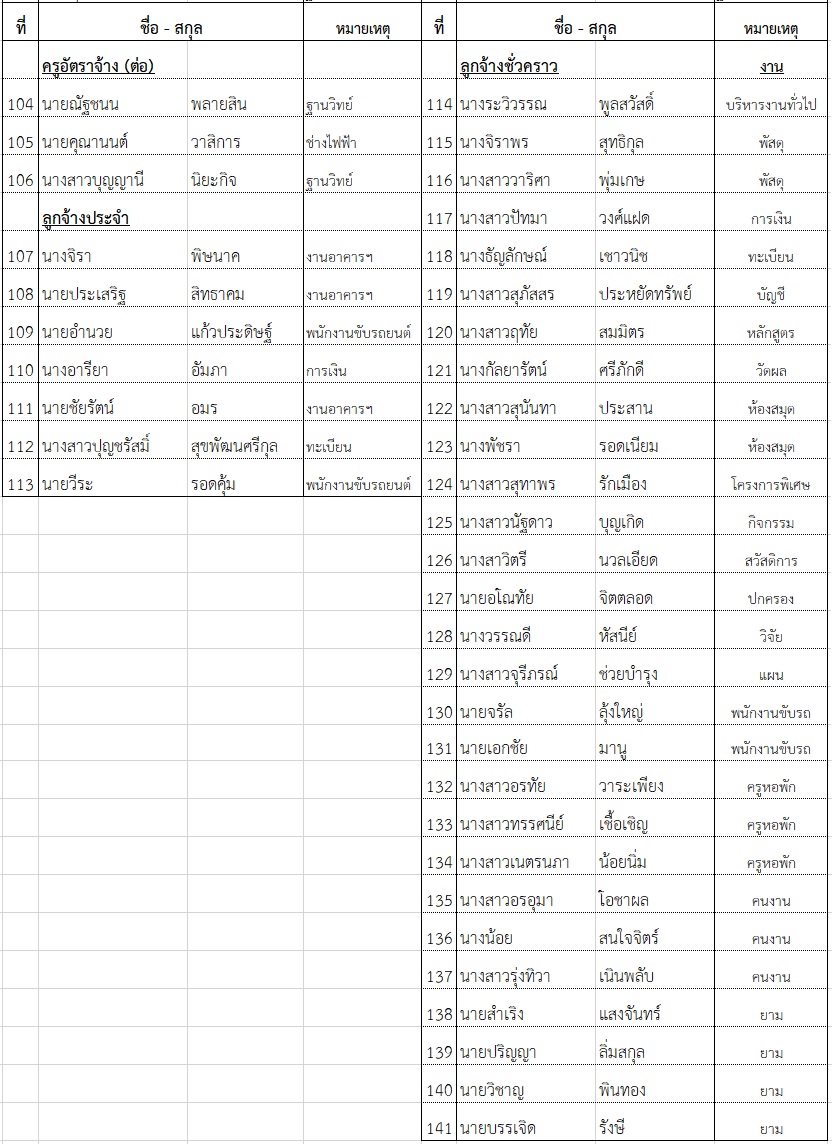 ที่ ชื่อ - สกุล หมายเหตุ
ครูอัตราจ้าง (ต่อ)
104 นายณัฐชนน พลายสิน ฐานวิทย์
105 นายคุณานนต์ วาสิการ ช่างไฟฟ้า
106 นางสาวบุญญานี นิยะกิจ ฐานวิทย์
ลูกจ้างประจำ
107 นางจิรา พิษนาค งานอาคารฯ
108 นายประเสริฐ สิทธาคม งานอาคารฯ
109 นายอำนวย แก้วประดิษฐ์ พนักงานขับรถยนต์
110 นางอารียา อัมภา การเงิน
111 นายชัยรัตน์ อมร งานอาคารฯ
112 นางสาวปุญชรัสมิ์ สุขพัฒนศรีกุล ทะเบียน
113 นายวีระ รอดคุ้ม พนักงานขับรถยนต์
ที่ ชื่อ - สกุล หมายเหตุ
ลูกจ้างชั่วคราว งาน
114 นางระวิวรรณ พูลสวัสดิ์ บริหารงานทั่วไป
115 นางจิราพร สุทธิกุล พัสดุ
116 นางสาววาริศา พุ่มเกษ พัสดุ
117 นางสาวปัทมา วงศ์แฝด การเงิน
118 นางธัญลักษณ์ เชาวนิช ทะเบียน
119 นางสาวสุภัสสร ประหยัดทรัพย์ บัญชี
120 นางสาวฤทัย สมมิตร หลักสูตร
121 นางกัลยารัตน์ ศรีภักดี วัดผล
122 นางสาวสุนันทา ประสาน ห้องสมุด
123 นางพัชรา รอดเนียม ห้องสมุด
124 นางสาวสุทาพร รักเมือง โครงการพิเศษ
125 นางสาวนัฐดาว บุญเกิด กิจกรรม
126 นางสาวิตรี นวลเอียด สวัสดิการ
127 นายอโณทัย จิตตลอด ปกครอง
128 นางวรรณดี หัสนีย์ วิจัย
129 นางสาวจุรีภรณ์ ช่วยบำรุง แผน
130 นายจรัล ลุ้งใหญ่ พนักงานขับรถ
131 นายเอกชัย มานู พนักงานขับรถ
132 นางสาวอรทัย วาระเพียง ครูหอพัก
133 นางสาวทรรศนีย์ เชื้อเชิญ ครูหอพัก
134 นางสาวเนตรนภา น้อยนิ่ม ครูหอพัก
135 นางสาวอรอุมา โอชาผล คนงาน
136 นางน้อย สนใจจิตร์ คนงาน
137 นางสาวรุ่งทิวา เนินพลับ คนงาน
138 นายสำเริง แสงจันทร์ ยาม
139 นายปริญญา ลิ่มสกุล ยาม
140 นายวิชาญ พินทอง ยาม
141 นายบรรเจิด รังษี ยาม